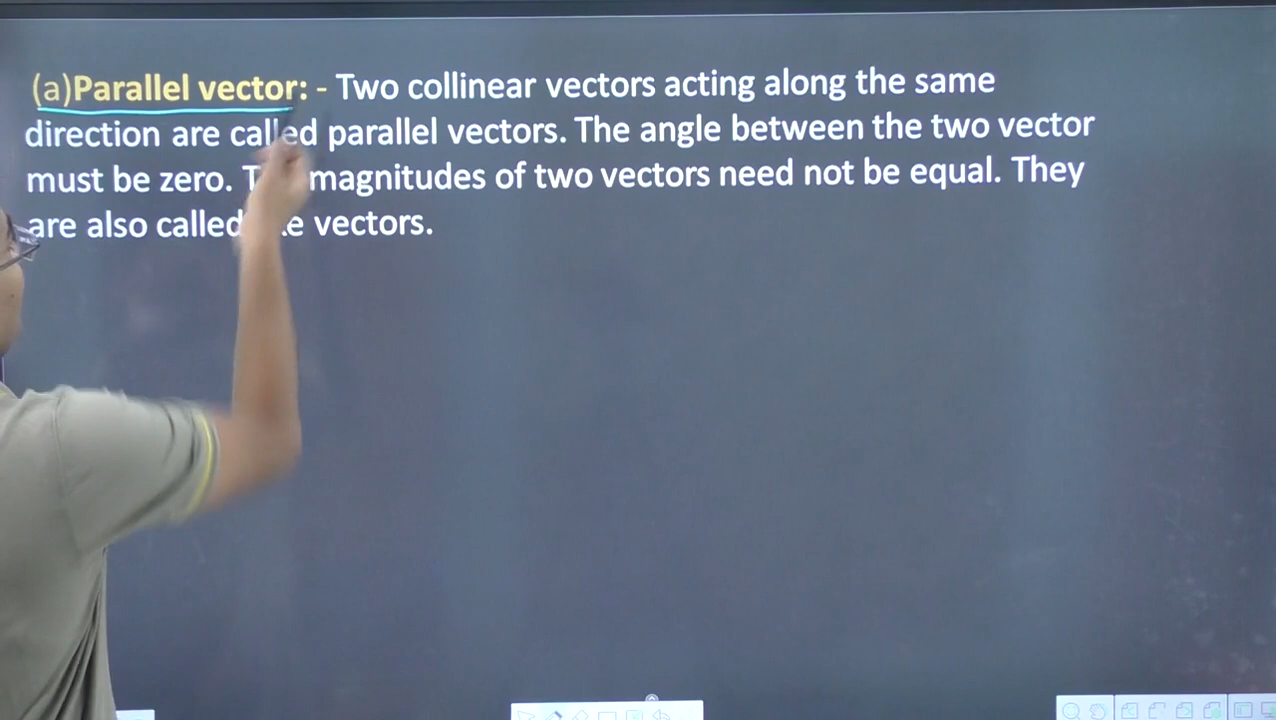 (a)Parallel vector: - Two collinear vectors acting along the same
direction are called parallel vectors. The angle between the two vector
must be zero. magnitudes of two vectors need not be equal. They
are also called vectors.